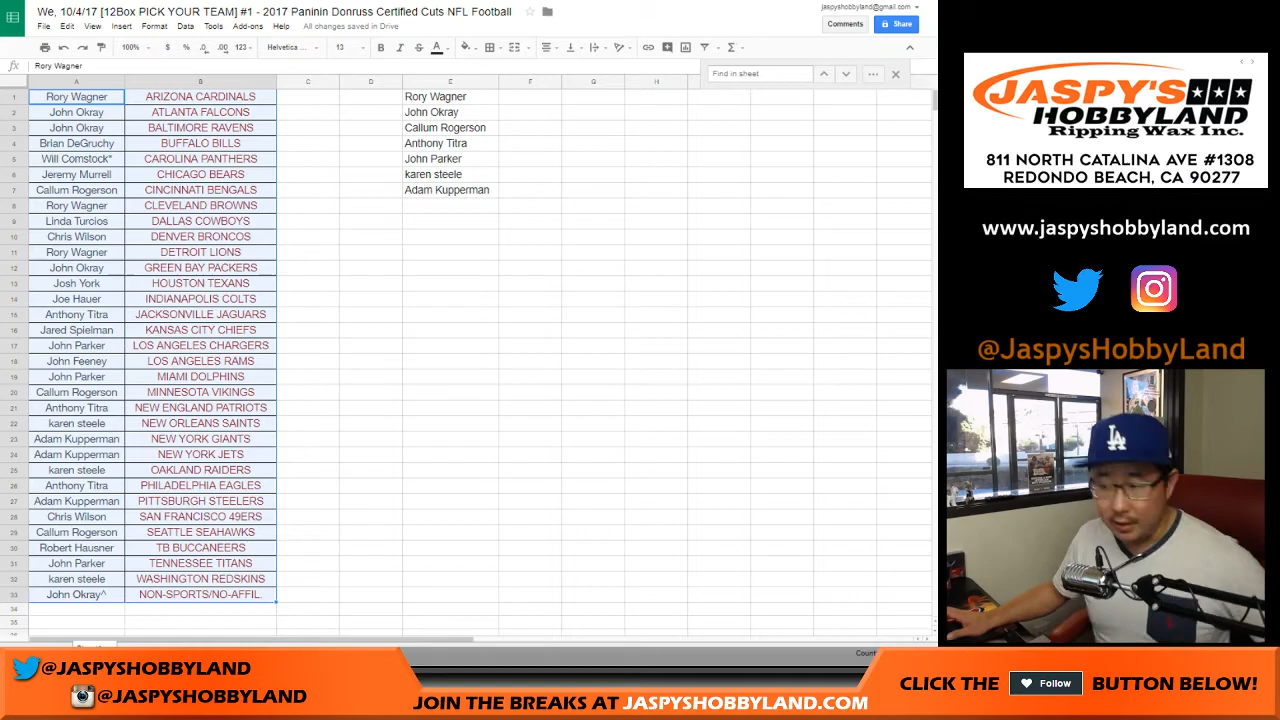 We, 10/4/17 [12Box PICK YOUR TEAM] #1 - 2017 Paninin Donruss Certified Cuts NFL Football
jaspyshobbyland@gmail.com
File Edit View Insert Format Data Tools Add-ons Help All changes saved in Drive
Comments
Share
100% $ % .0 .00 123 Helvetica ... 13 B I A
fx Rory Wagner
Find in sheet
A B C D E F G H
1 Rory Wagner ARIZONA CARDINALS Rory Wagner
2 John Okray ATLANTA FALCONS John Okray
3 John Okray BALTIMORE RAVENS Callum Rogerson
4 Brian DeGruchy BUFFALO BILLS Anthony Titra
5 Will Comstock* CAROLINA PANTHERS John Parker
6 Jeremy Murrell CHICAGO BEARS karen steele
7 Callum Rogerson CINCINNATI BENGALS Adam Kupperman
8 Rory Wagner CLEVELAND BROWNS
9 Linda Turcios DALLAS COWBOYS
10 Chris Wilson DENVER BRONCOS
11 Rory Wagner DETROIT LIONS
12 John Okray GREEN BAY PACKERS
13 Josh York HOUSTON TEXANS
14 Joe Hauer INDIANAPOLIS COLTS
15 Anthony Titra JACKSONVILLE JAGUARS
16 Jared Spielman KANSAS CITY CHIEFS
17 John Parker LOS ANGELES CHARGERS
18 John Feeney LOS ANGELES RAMS
19 John Parker MIAMI DOLPHINS
20 Callum Rogerson MINNESOTA VIKINGS
21 Anthony Titra NEW ENGLAND PATRIOTS
22 karen steele NEW ORLEANS SAINTS
23 Adam Kupperman NEW YORK GIANTS
24 Adam Kupperman NEW YORK JETS
25 karen steele OAKLAND RAIDERS
26 Anthony Titra PHILADELPHIA EAGLES
27 Adam Kupperman PITTSBURGH STEELERS
28 Chris Wilson SAN FRANCISCO 49ERS
29 Callum Rogerson SEATTLE SEAHAWKS
30 Robert Hausner TB BUCCANEERS
31 John Parker TENNESSEE TITANS
32 karen steele WASHINGTON REDSKINS
33 John Okray^ NON-SPORTS/NO-AFFIL.
34
35
JASPY'S
HOBBYLAND
Ripping Wax Inc.
811 NORTH CATALINA AVE #1308
REDONDO BEACH, CA 90277
www.jaspyshobbyland.com
@JaspysHobbyLand
LA
@JASPYSHOBBYLAND
@JASPYSHOBBYLAND
JOIN THE BREAKS AT JASPYSHOBBYLAND.COM
CLICK THE Follow BUTTON BELOW!